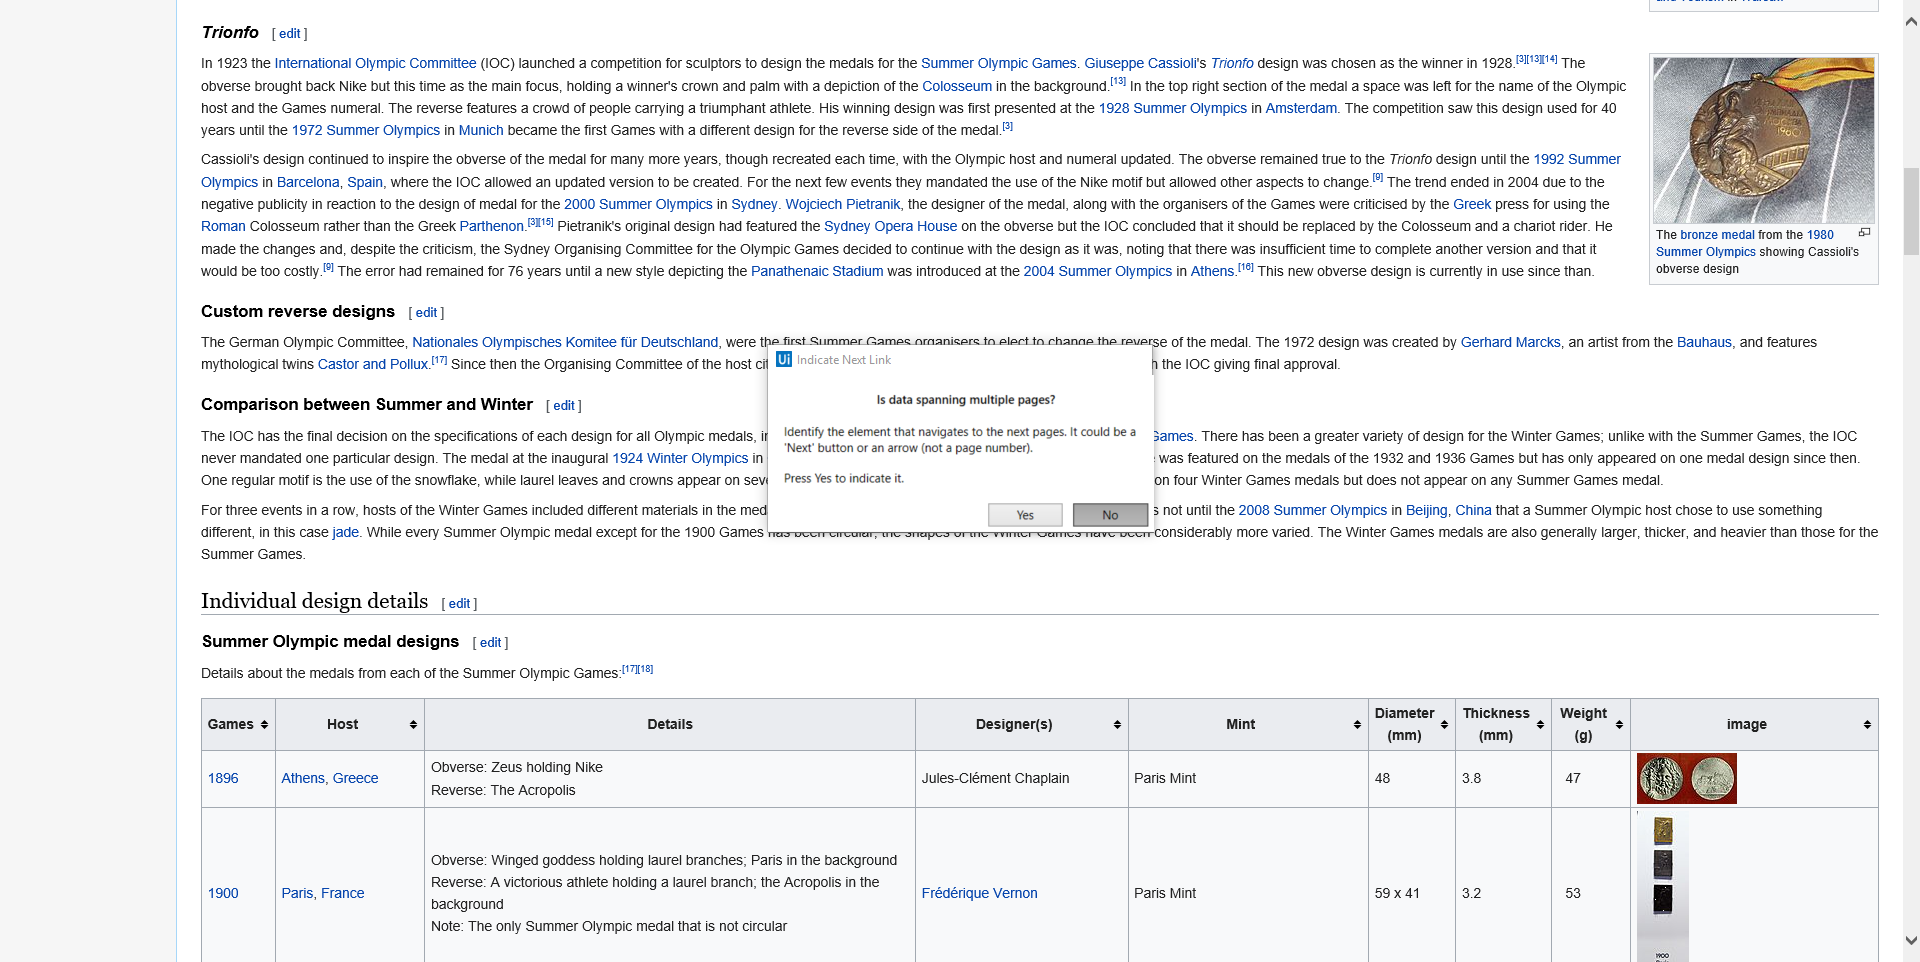 Trionfo [ edit ]
In 1923 the International Olympic Committee (IOC) launched a competition for sculptors to design the medals for the Summer Olympic Games. Giuseppe Cassioli's Trionfo design was chosen as the winner in 1928.[3][13][14] The
obverse brought back Nike but this time as the main focus, holding a winner's crown and palm with a depiction of the Colosseum in the background.[13] In the top right section of the medal a space was left for the name of the Olympic
host and the Games numeral. The reverse features a crowd of people carrying a triumphant athlete. His winning design was first presented at the 1928 Summer Olympics in Amsterdam. The competition saw this design used for 40
years until the 1972 Summer Olympics in Munich became the first Games with a different design for the reverse side of the medal.[3]
Cassioli's design continued to inspire the obverse of the medal for many more years, though recreated each time, with the Olympic host and numeral updated. The obverse remained true to the Trionfo design until the 1992 Summer
Olympics in Barcelona, Spain, where the IOC allowed an updated version to be created. For the next few events they mandated the use of the Nike motif but allowed other aspects to change.[9] The trend ended in 2004 due to the
negative publicity in reaction to the design of medal for the 2000 Summer Olympics in Sydney. Wojciech Pietranik, the designer of the medal, along with the organisers of the Games were criticised by the Greek press for using the
Roman Colosseum rather than the Greek Parthenon.[3][15] Pietranik's original design had featured the Sydney Opera House on the obverse but the IOC concluded that it should be replaced by the Colosseum and a chariot rider. He
made the changes and, despite the criticism, the Sydney Organising Committee for the Olympic Games decided to continue with the design as it was, noting that there was insufficient time to complete another version and that it
would be too costly.[9] The error had remained for 76 years until a new style depicting the Panathenaic Stadium was introduced at the 2004 Summer Olympics in Athens.[16] This new obverse design is currently in use since than.
The bronze medal from the 1980
Summer Olympics showing Cassioli's
obverse design
Custom reverse designs [ edit ]
The German Olympic Committee, Nationales Olympisches Komitee für Deutschland, were the first Summer Games organisers to elect to change the reverse of the medal. The 1972 design was created by Gerhard Marcks, an artist from the Bauhaus, and features
mythological twins Castor and Pollux.[17] Since then the Organising Committee of the host the IOC giving final approval.
Comparison between Summer and Winter [ edit ]
The IOC has the final decision on the specifications of each design for all Olympic medals, Games. There has been a greater variety of design for the Winter Games; unlike with the Summer Games, the IOC
never mandated one particular design. The medal at the inaugural 1924 Winter Olympics in was featured on the medals of the 1932 and 1936 Games but has only appeared on one medal design since then.
One regular motif is the use of the snowflake, while laurel leaves and crowns appear on on four Winter Games medals but does not appear on any Summer Games medal.
For three events in a row, hosts of the Winter Games included different materials in the not until the 2008 Summer Olympics in Beijing, China that a Summer Olympic host chose to use something
different, in this case jade. While every Summer Olympic medal except for the 1900 Games has been circular, the shapes of the Winter Games have been considerably more varied. The Winter Games medals are also generally larger, thicker, and heavier than those for the
Summer Games.
Ui Indicate Next Link
Is data spanning multiple pages?
Identify the element that navigates to the next pages. It could be a
'Next' button or an arrow (not a page number).
Press Yes to indicate it.
Yes No
Individual design details [ edit ]
Summer Olympic medal designs [ edit ]
Details about the medals from each of the Summer Olympic Games:[17][18]
Games Host Details Designer(s) Mint Diameter (mm) Thickness (mm) Weight (g) image
1896 Athens, Greece Obverse: Zeus holding Nike
Reverse: The Acropolis
Jules-Clément Chaplain Paris Mint 48 3.8 47
1900 Paris, France Obverse: Winged goddess holding laurel branches; Paris in the background
Reverse: A victorious athlete holding a laurel branch; the Acropolis in the
background
Note: The only Summer Olympic medal that is not circular
Frédérique Vernon Paris Mint 59 x 41 3.2 53
1900